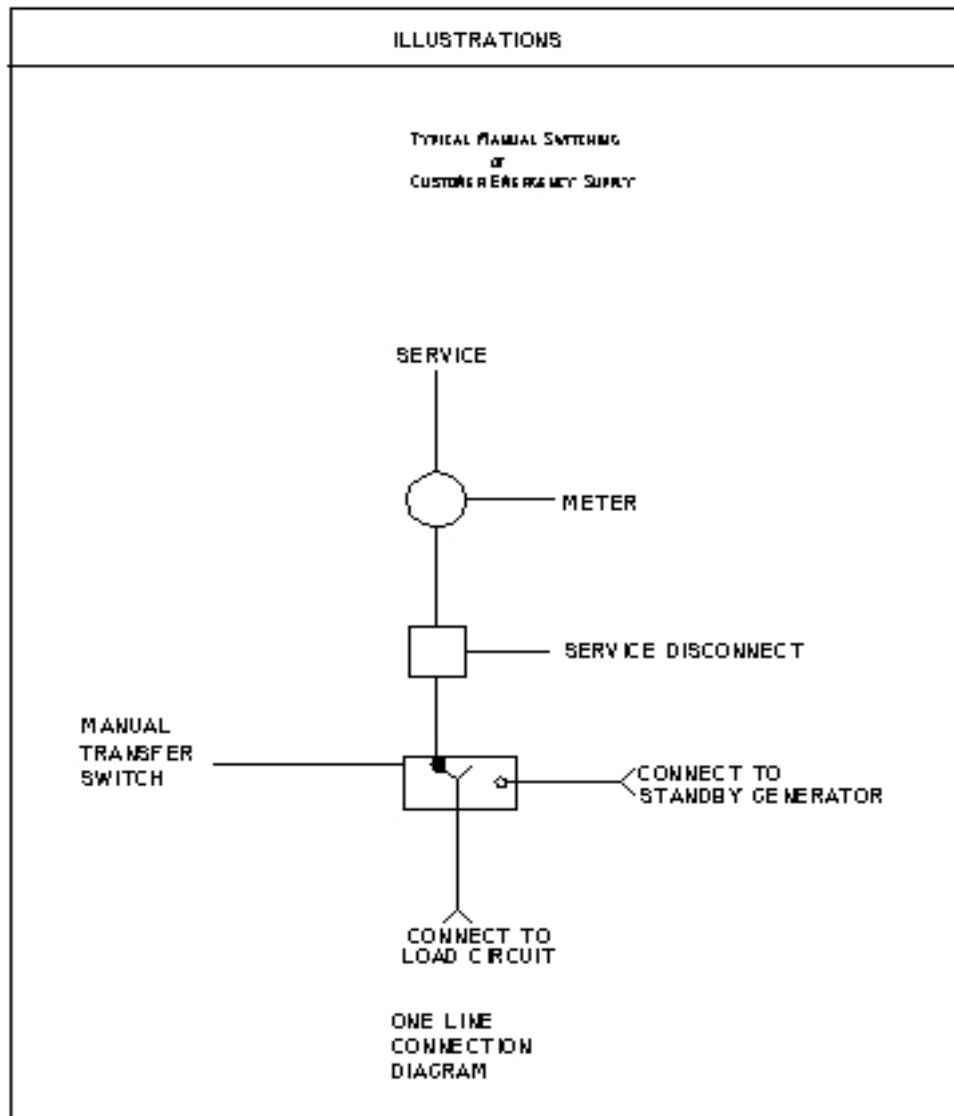 ILLUSTRATIONS
TYPICAL MANUAL SWITCHING
OF
CUSTOMER EMERGENCY SUPPLY
SERVICE
METER
SERVICE DISCONNECT
MANUAL
TRANSFER
SWITCH
CONNECT TO
STANDBY GENERATOR
CONNECT TO
LOAD CIRCUIT
ONE LINE
CONNECTION
DIAGRAM